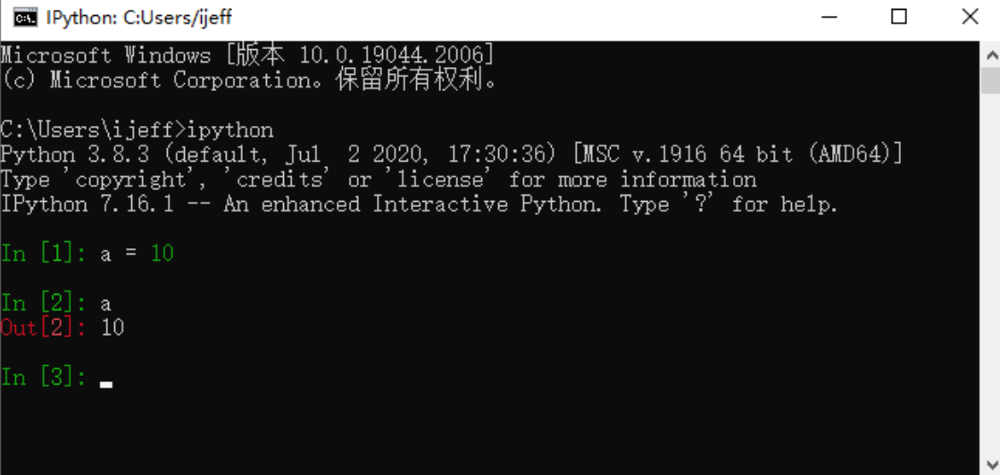 IPython: C:Users/ijeff
Microsoft Windows [版本 10.0.19044.2006]
(c) Microsoft Corporation。保留所有权利。
C:\Users\ijeff>ipython
Python 3.8.3 (default, Jul  2 2020, 17:30:36) [MSC v.1916 64 bit (AMD64)]
Type 'copyright', 'credits' or 'license' for more information
IPython 7.16.1 -- An enhanced Interactive Python. Type '?' for help.
In [1]: a = 10
In [2]: a
Out[2]: 10
In [3]: